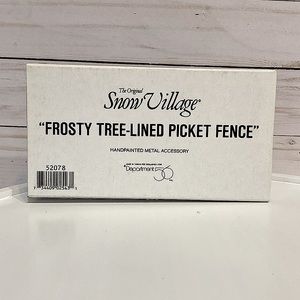 The Original
Snow Village®
"FROSTY TREE-LINED PICKET FENCE"
HANDPAINTED METAL ACCESSORY
52078
Department 56